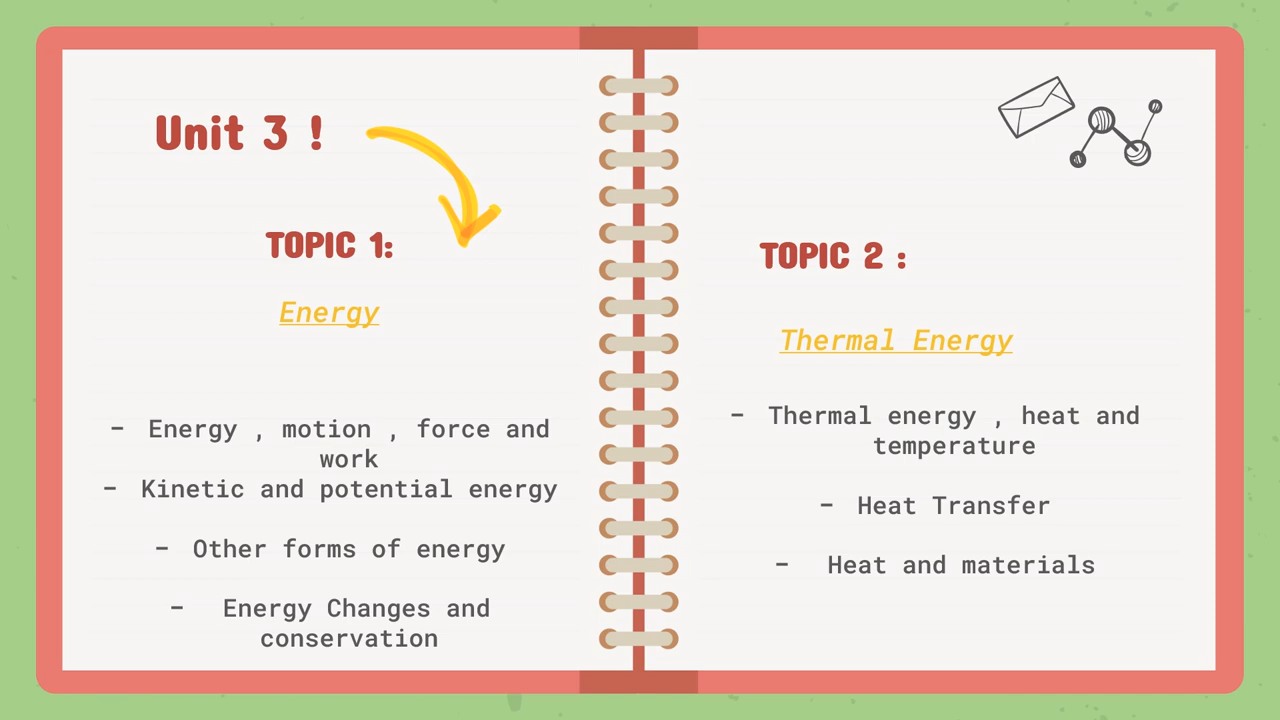 Unit 3 !
TOPIC 1:
Energy
- Energy , motion , force and
work
- Kinetic and potential energy
- Other forms of energy
- Energy Changes and
conservation
TOPIC 2 :
Thermal Energy
- Thermal energy , heat and
temperature
- Heat Transfer
- Heat and materials